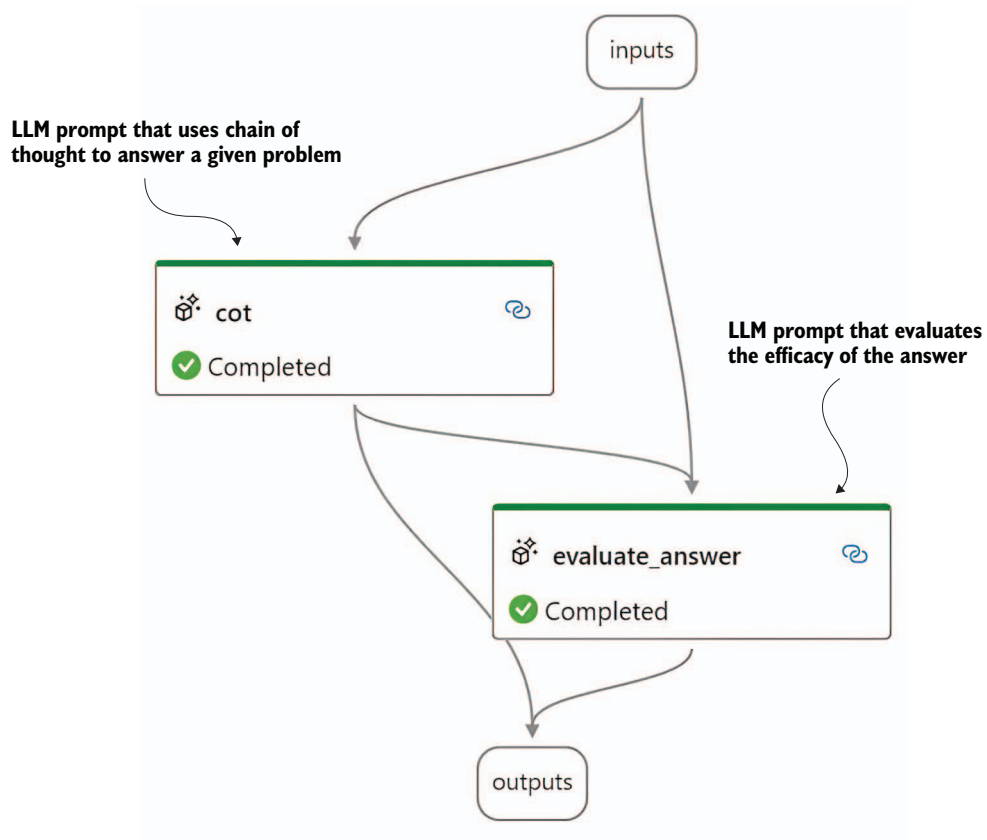 inputs
LLM prompt that uses chain of
thought to answer a given problem
cot
Completed
LLM prompt that evaluates
the efficacy of the answer
evaluate_answer
Completed
outputs